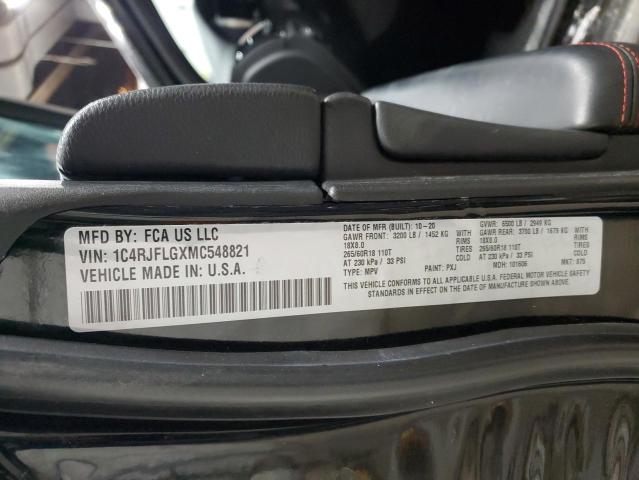 MFD BY: FCA US LLC
VIN: 1C4RJFLGXMC548821
VEHICLE MADE IN: U.S.A.
DATE OF MFR (BUILT): 10-20 GVWR: 6500 LB / 2949 KG
GAWR FRONT: 3200 LB / 1452 KG WITH GAWR REAR: 3700 LB / 1679 KG WITH
18X8.0 RIMS 18X8.0 RIMS
265/60R18 110T TIRES 265/60R18 110T TIRES
AT 230 kPa / 33 PSI COLD AT 230 kPa / 33 PSI COLD
TYPE: MPV PAINT: PXJ MDH: 101606 MKT: 875
THIS VEHICLE CONFORMS TO ALL APPLICABLE U.S.A. FEDERAL MOTOR VEHICLE SAFETY
STANDARDS IN EFFECT ON THE DATE OF MANUFACTURE SHOWN ABOVE.